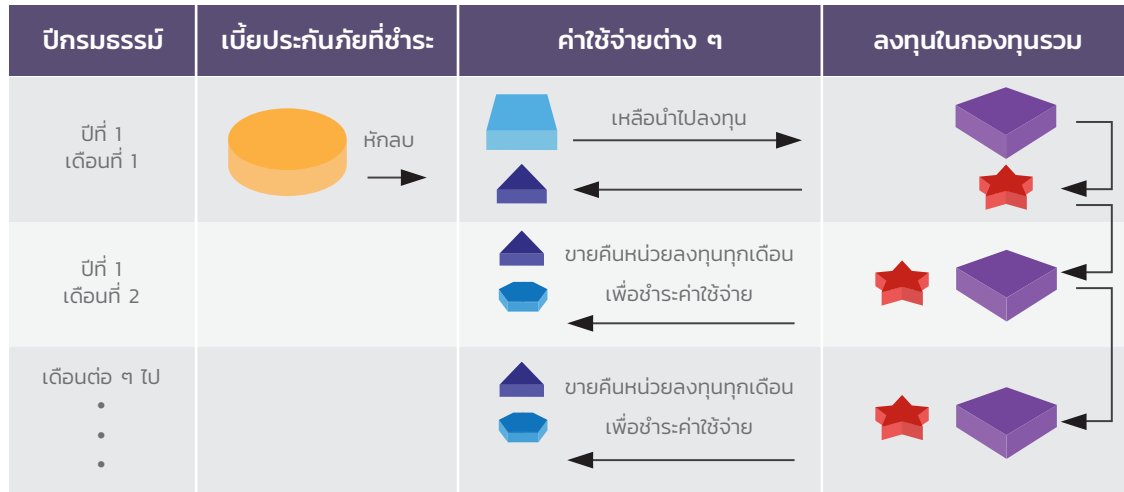 ปีกรมธรรม์
เบี้ยประกันภัยที่ชำระ
ค่าใช้จ่ายต่าง ๆ
ลงทุนในกองทุนรวม
ปีที่ 1
เดือนที่ 1
หักลบ
เหลือนำไปลงทุน
ปีที่ 1
เดือนที่ 2
ขายคืนหน่วยลงทุนทุกเดือน
เพื่อชำระค่าใช้จ่าย
เดือนต่อ ๆ ไป
ขายคืนหน่วยลงทุนทุกเดือน
เพื่อชำระค่าใช้จ่าย